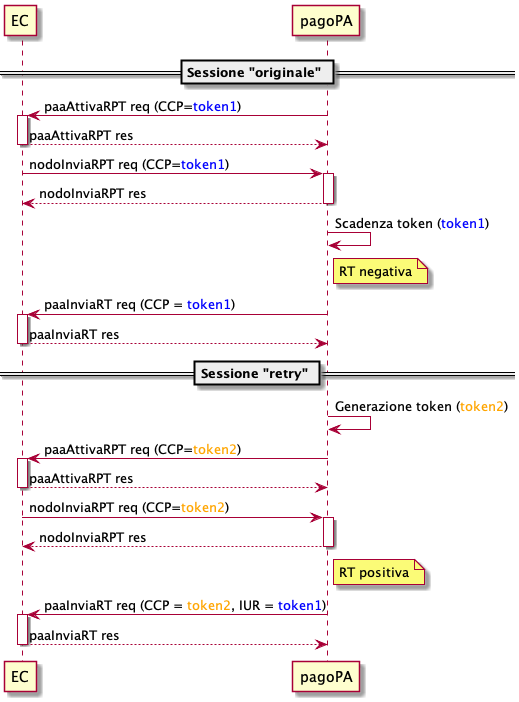 EC
pagoPA
Sessione "originale"
paaAttivaRPT req (CCP=token1)
paaAttivaRPT res
nodoInviaRPT req (CCP=token1)
nodoInviaRPT res
Scadenza token (token1)
RT negativa
paaInviaRT req (CCP = token1)
paaInviaRT res
Sessione "retry"
Generazione token (token2)
paaAttivaRPT req (CCP=token2)
paaAttivaRPT res
nodoInviaRPT req (CCP=token2)
nodoInviaRPT res
RT positiva
paaInviaRT req (CCP = token2, IUR = token1)
paaInviaRT res
EC
pagoPA